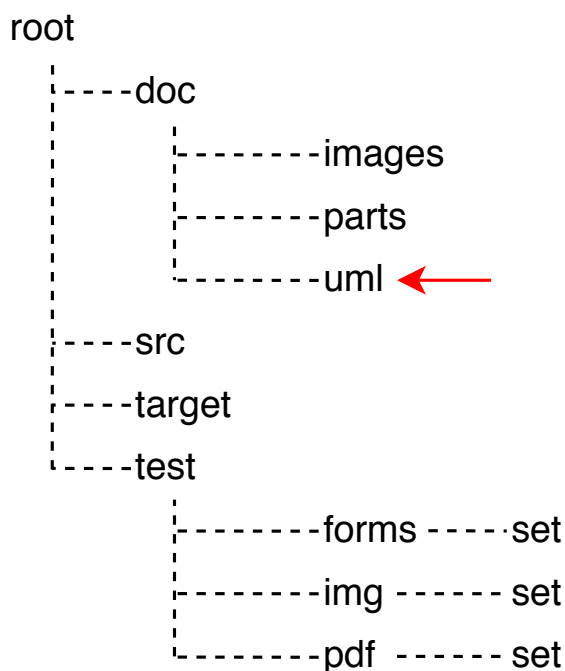 root
doc
images
parts
uml
src
target
test
forms set
img set
pdf set